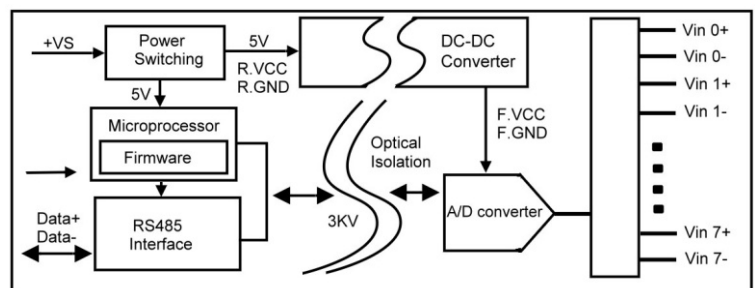 +VS
Power
Switching
5V
R.VCC
R.GND
DC-DC
Converter
5V
Microprocessor
Firmware
Data+
Data-
RS485
Interface
3KV
Optical
Isolation
F.VCC
F.GND
A/D converter
Vin 0+
Vin 0-
Vin 1+
Vin 1-
Vin 7+
Vin 7-